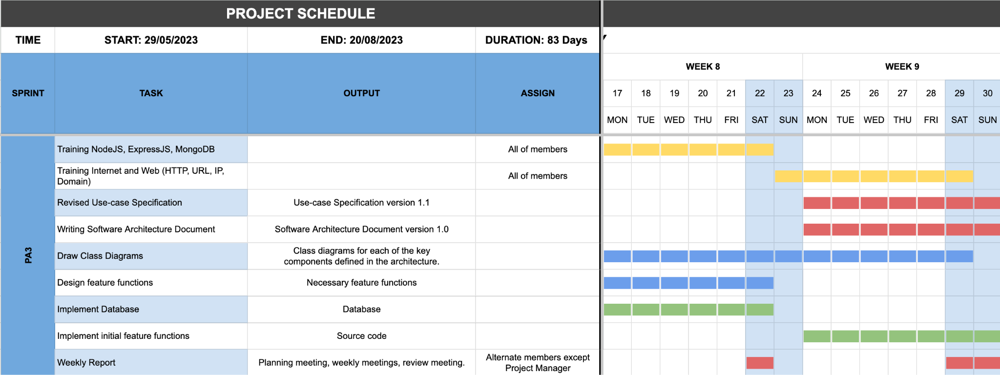 PROJECT SCHEDULE
TIME START: 29/05/2023 END: 20/08/2023 DURATION: 83 Days
WEEK 8 WEEK 9
SPRINT TASK OUTPUT ASSIGN 17 18 19 20 21 22 23 24 25 26 27 28 29 30
MON TUE WED THU FRI SAT SUN MON TUE WED THU FRI SAT SUN
PA3
Training NodeJS, ExpressJS, MongoDB All of members
Training Internet and Web (HTTP, URL, IP,
Domain) All of members
Revised Use-case Specification Use-case Specification version 1.1
Writing Software Architecture Document Software Architecture Document version 1.0
Draw Class Diagrams Class diagrams for each of the key
components defined in the architecture.
Design feature functions Necessary feature functions
Implement Database Database
Implement initial feature functions Source code
Weekly Report Planning meeting, weekly meetings, review meeting. Alternate members except
Project Manager